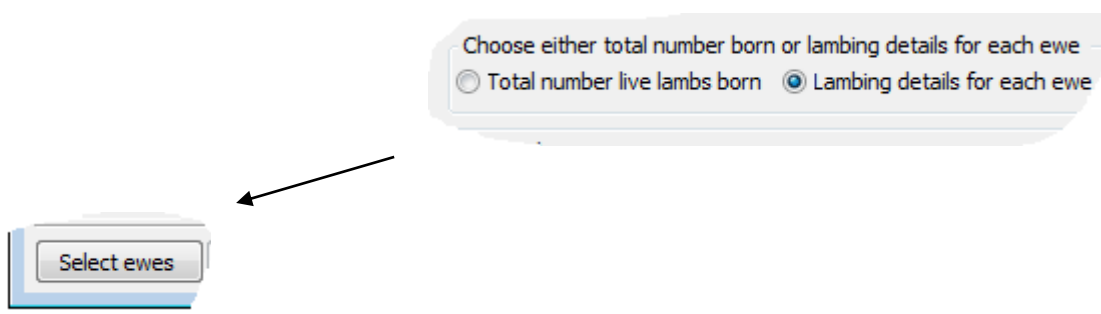 Choose either total number born or lambing details for each ewe
Total number live lambs born Lambing details for each ewe
Select ewes